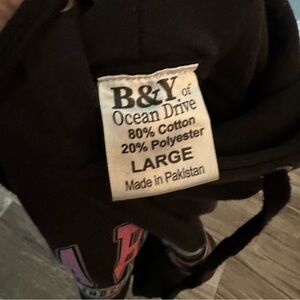 B&Y of
Ocean Drive
80% Cotton
20% Polyester
LARGE
Made in Pakistan